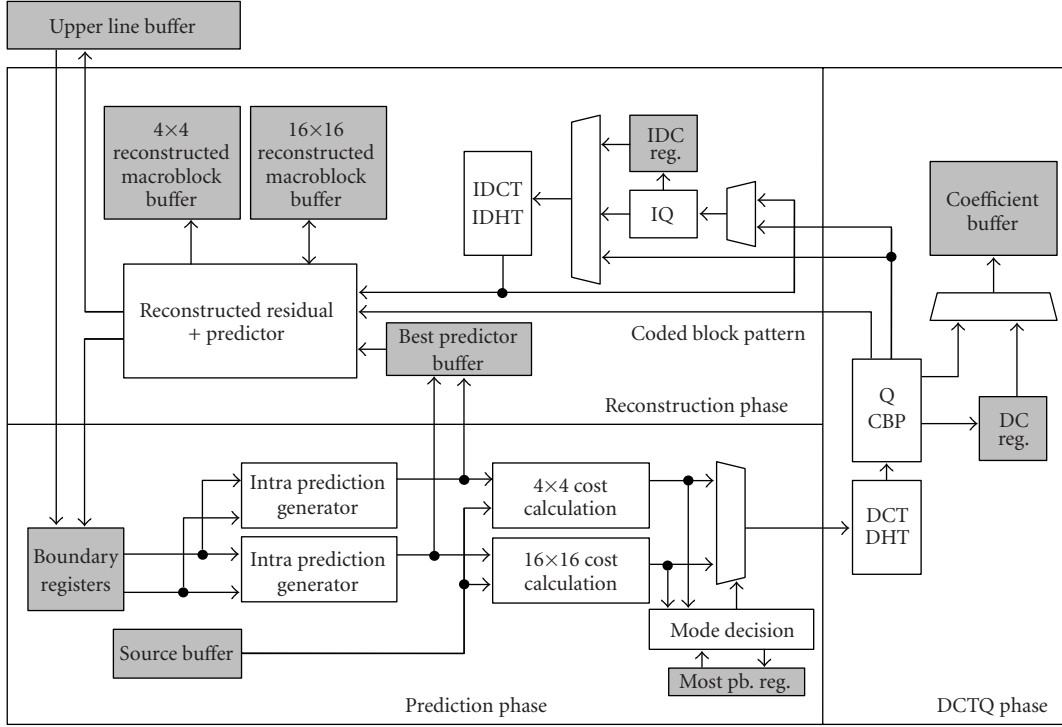 Upper line buffer
4×4
reconstructed
macroblock
buffer
16×16
reconstructed
macroblock
buffer
IDCT
IDHT
IDC
reg.
IQ
Coefficient
buffer
Reconstructed residual
+ predictor
Best predictor
buffer
Coded block pattern
Reconstruction phase
Q
CBP
DC
reg.
Intra prediction
generator
4×4 cost
calculation
DCT
DHT
Boundary
registers
Intra prediction
generator
16×16 cost
calculation
Source buffer
Mode decision
Most pb. reg.
Prediction phase
DCTQ phase